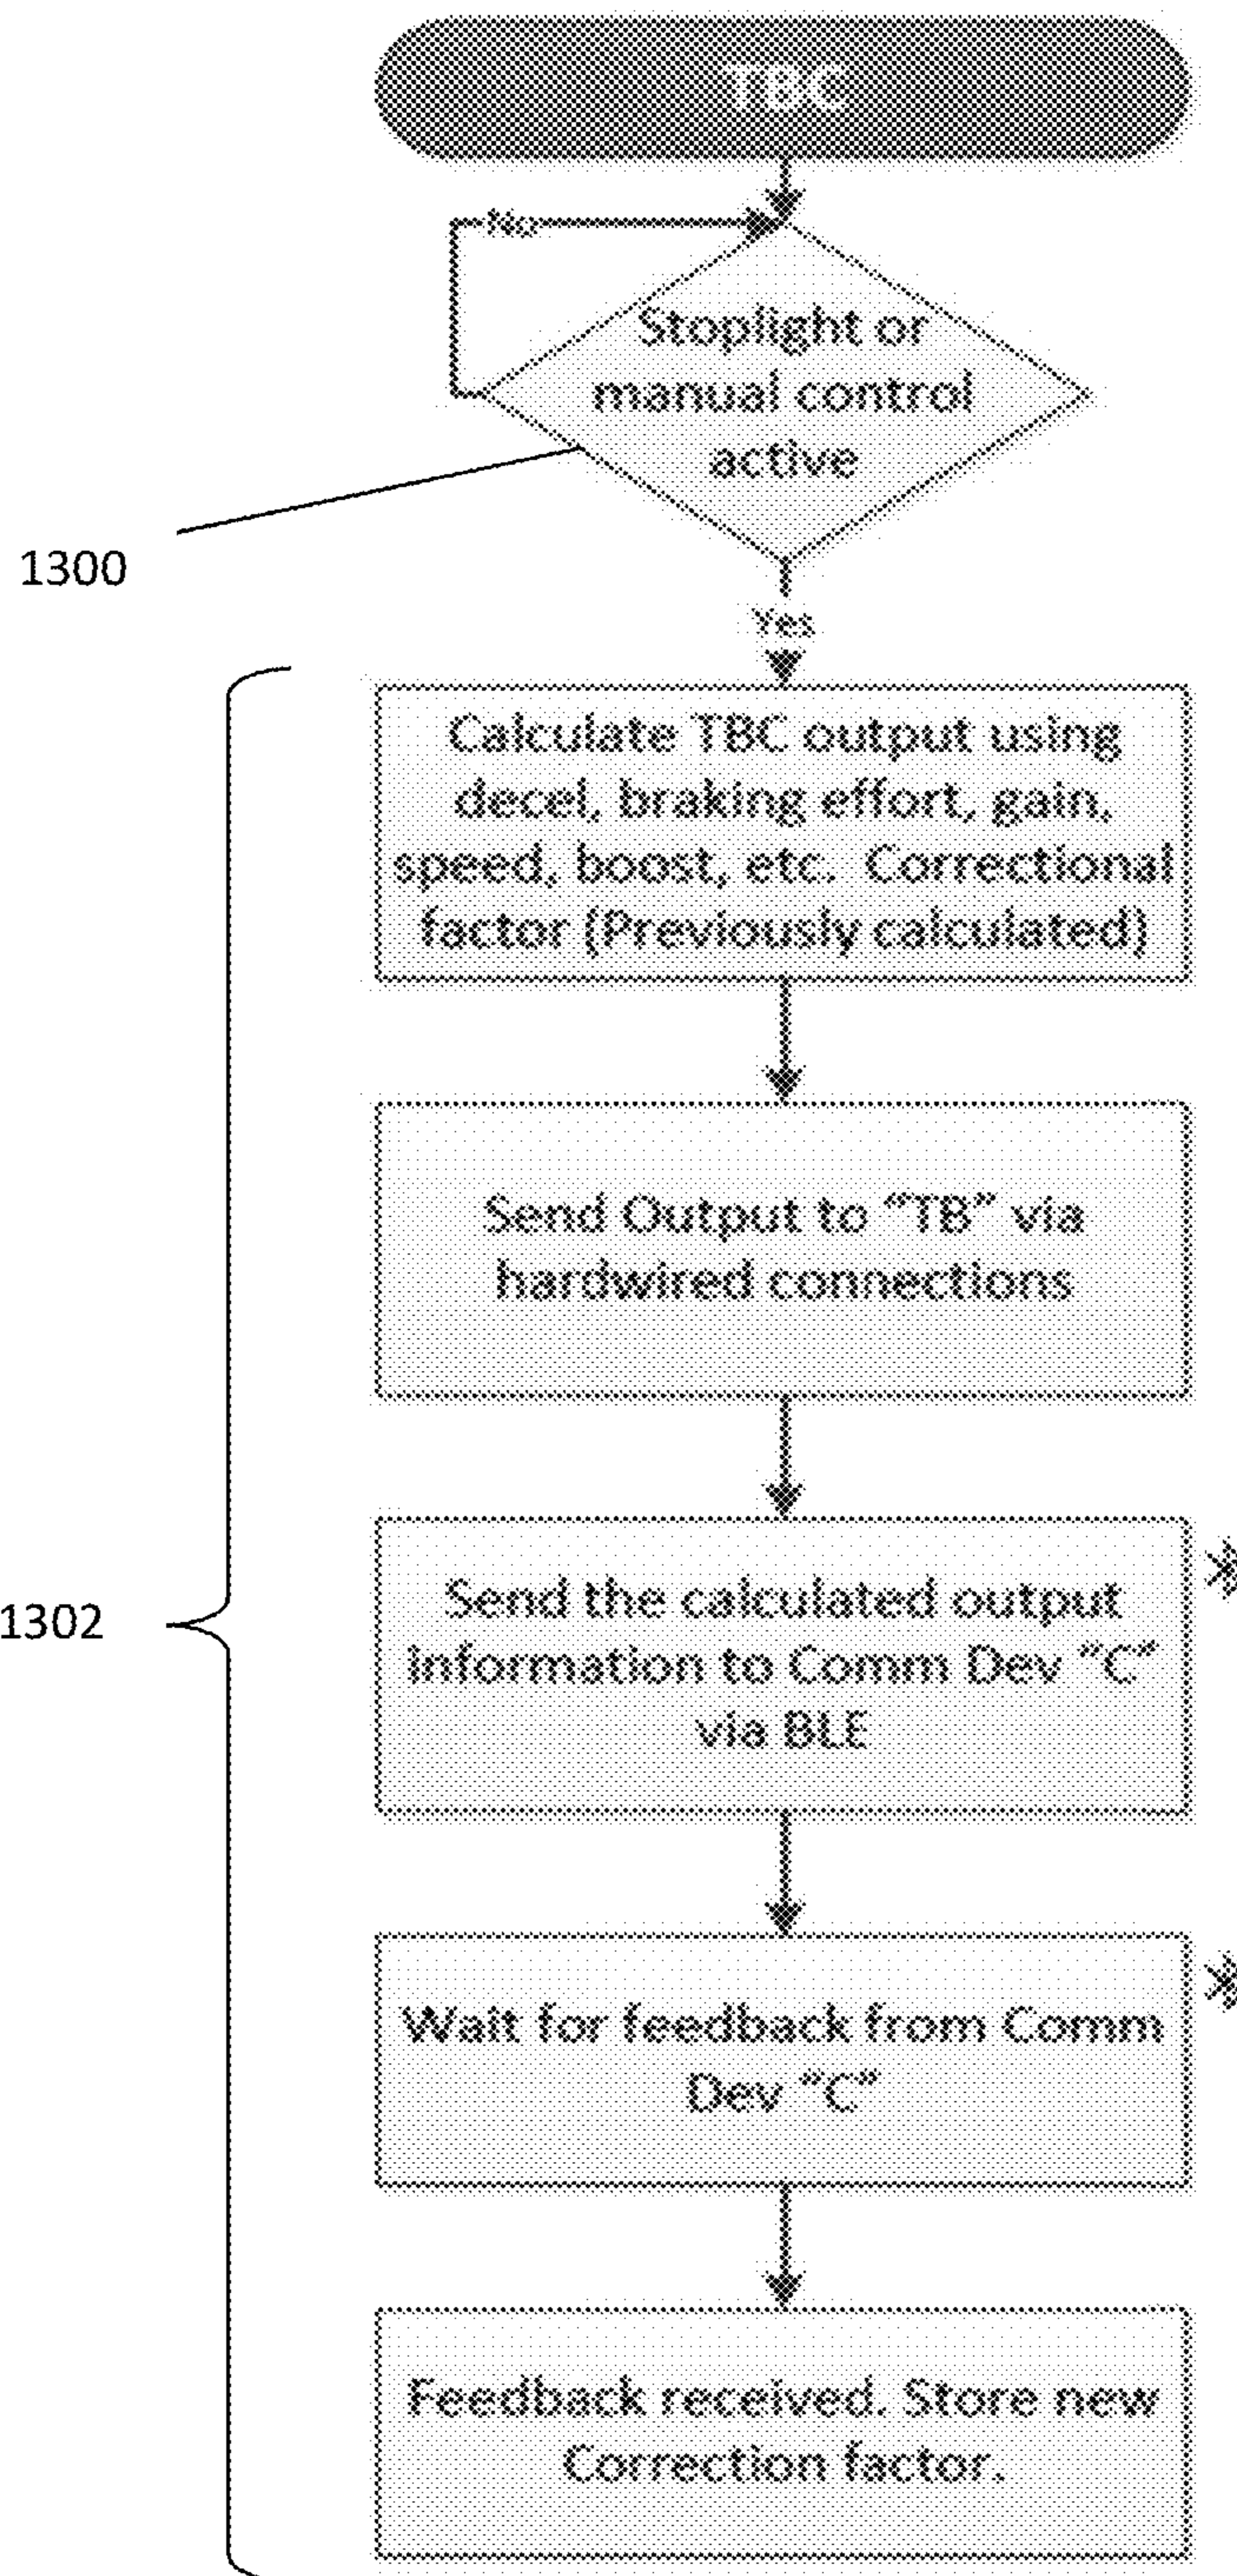 TBC
No
Stoplight or
manual control
active
1300
Yes
Calculate TBC output using
decel, braking effort, gain,
speed, boost, etc. Correctional
factor (Previously calculated)
Send Output to “TB” via
hardwired connections
Send the calculated output
information to Comm Dev “C”
via BLE
1302
Wait for feedback from Comm
Dev “C”
Feedback received. Store new
Correction factor.